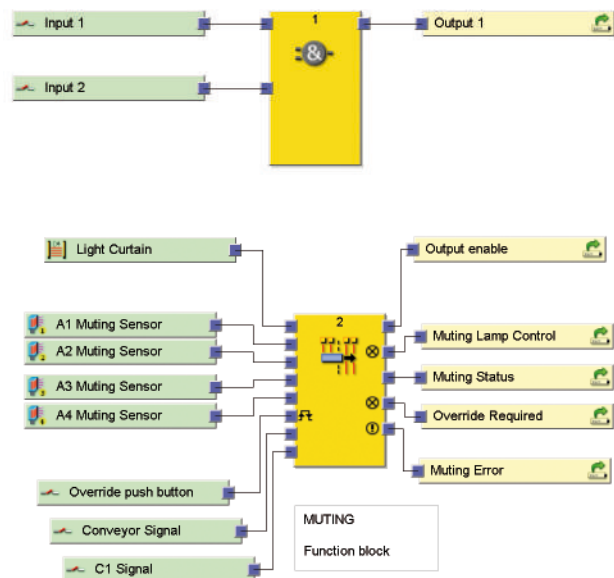 Input 1
1
Output 1
&
Input 2
Light Curtain
Output enable
2
A1 Muting Sensor
Muting Lamp Control
A2 Muting Sensor
Muting Status
A3 Muting Sensor
Override Required
A4 Muting Sensor
Muting Error
Override push button
MUTING
Conveyor Signal
Function block
C1 Signal